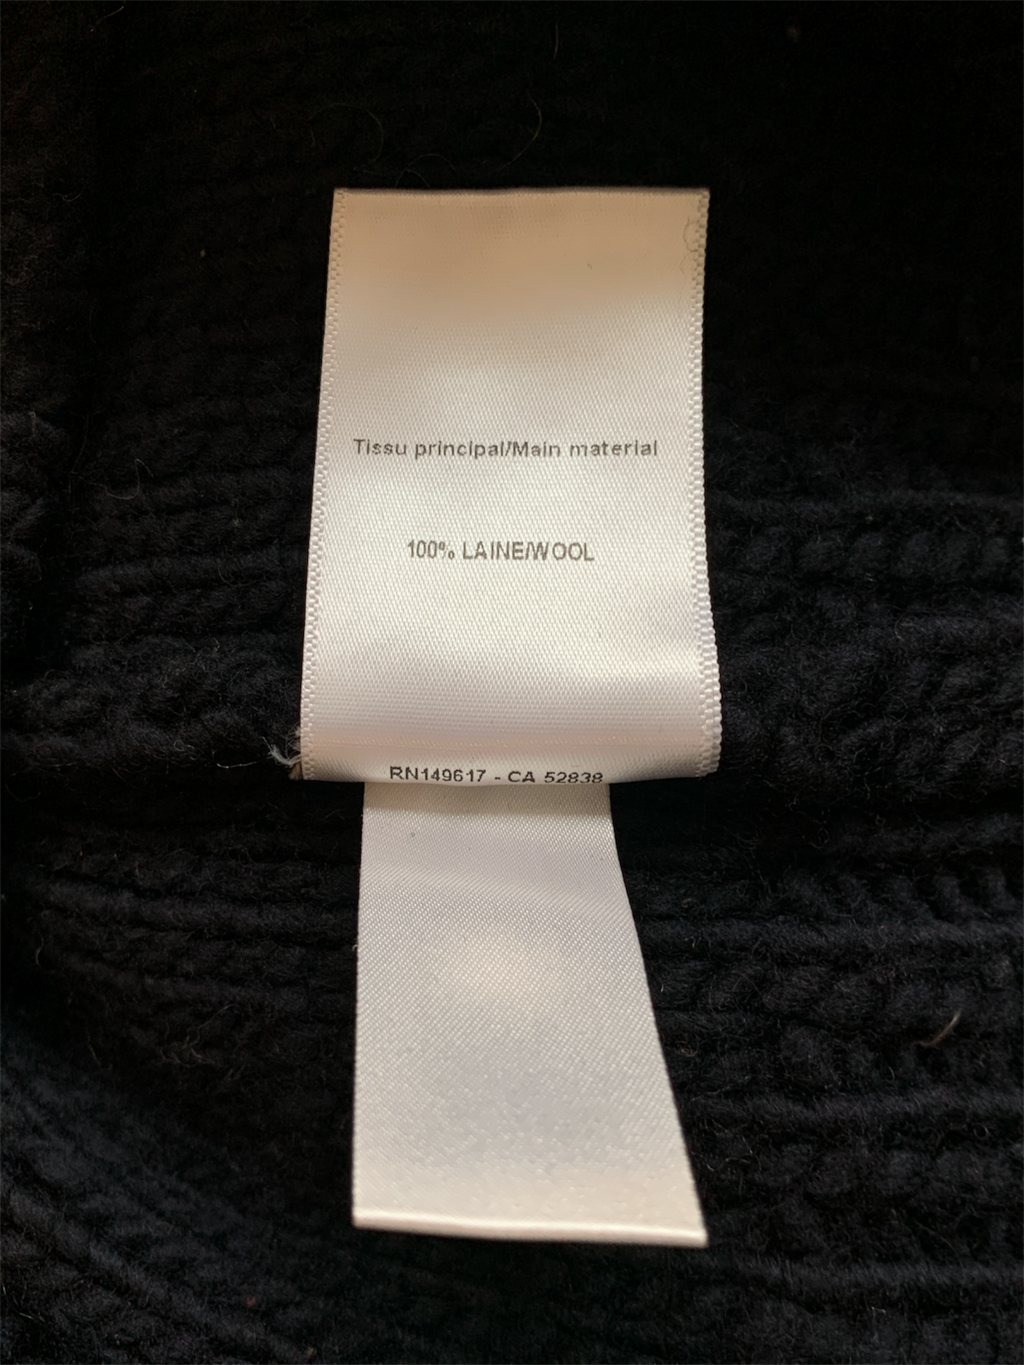 Tissu principal/Main material
100% LAINE/WOOL
RN149617 - CA 52838